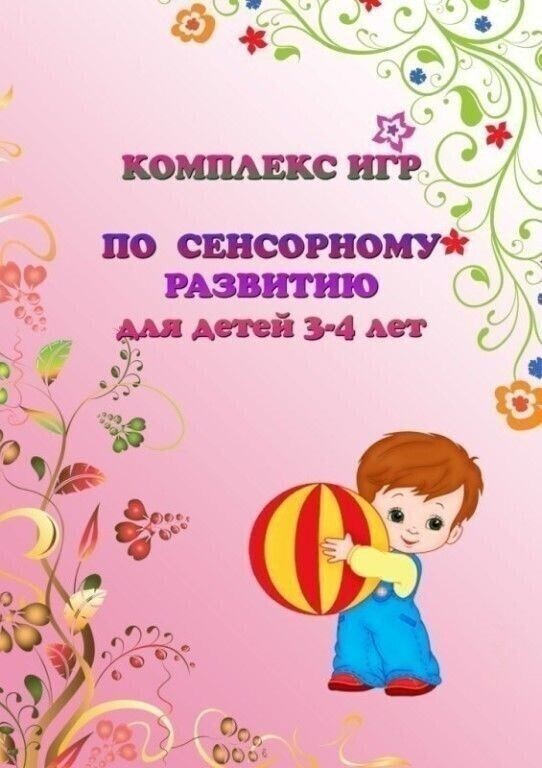 КОМПЛЕКС ИГР
ПО СЕНСОРНОМУ
РАЗВИТИЮ
для детей 3-4 лет